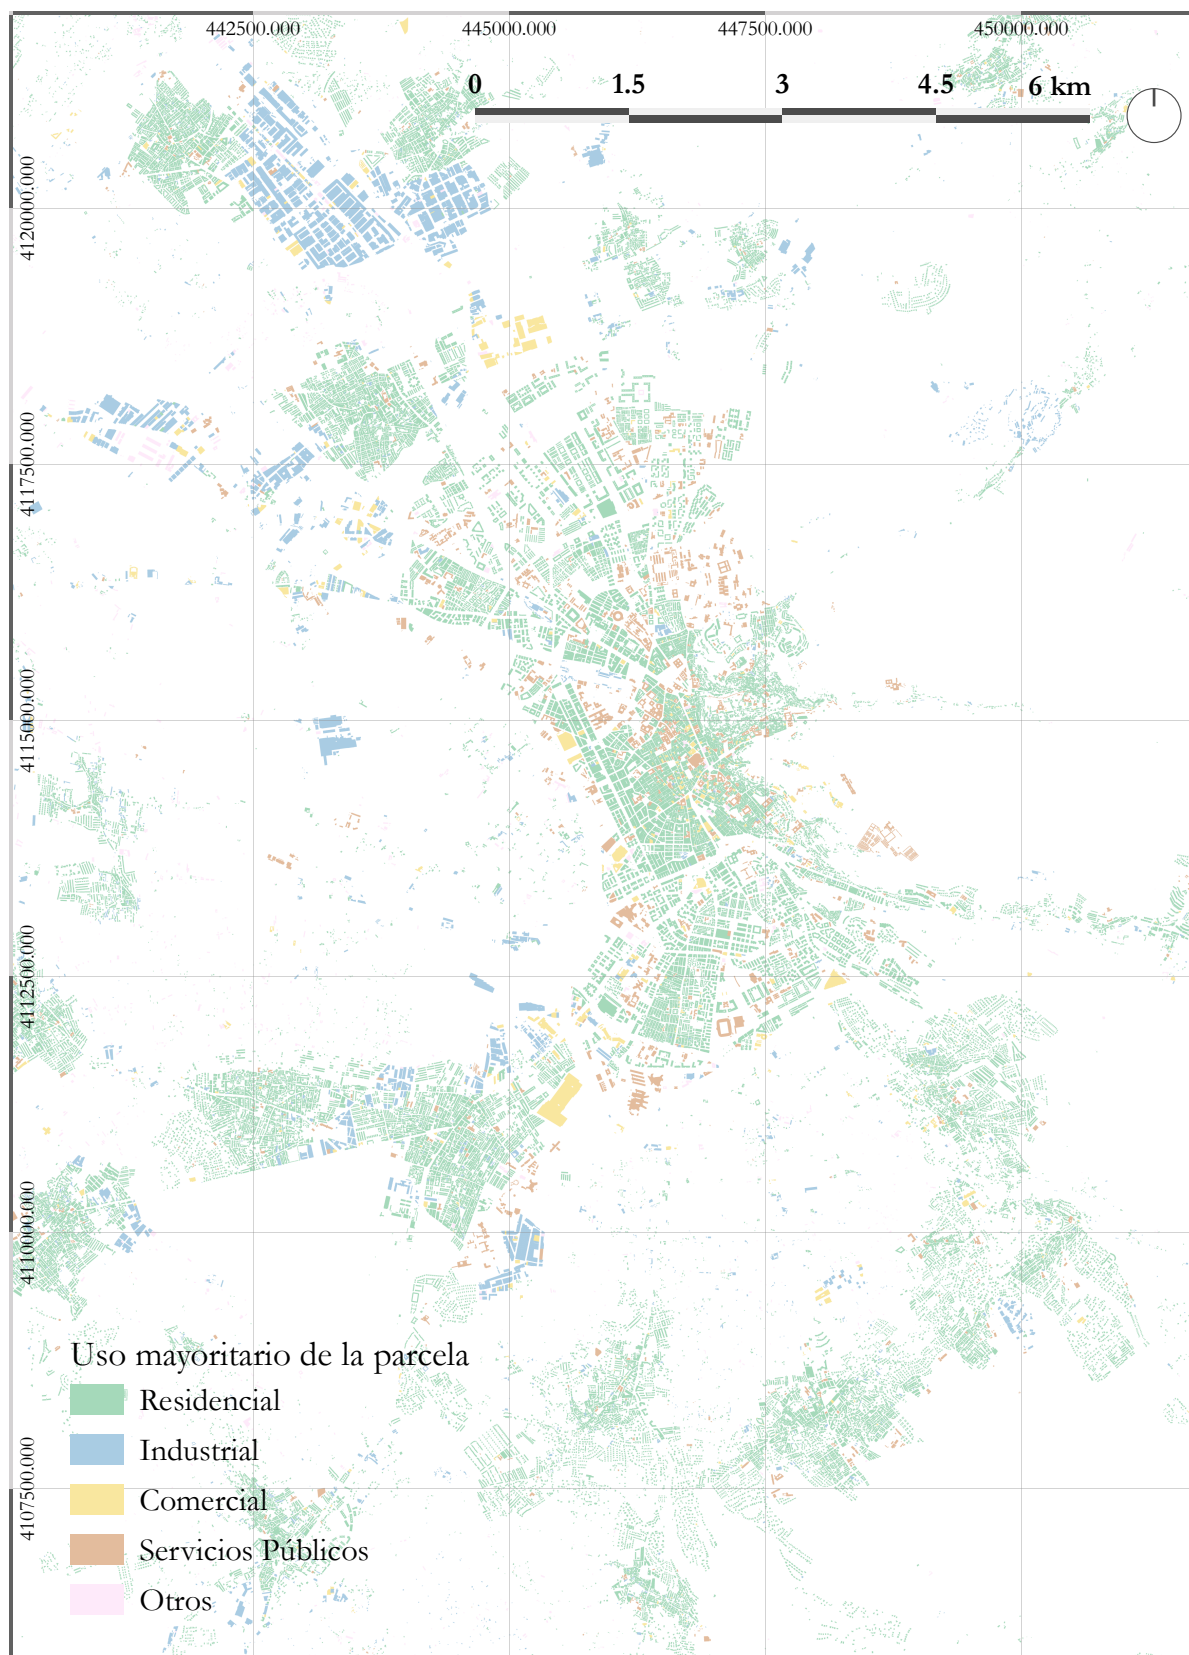 442500.000 445000.000 447500.000 450000.000
0 1.5 3 4.5 6 km
4120000.000
4117500.000
4115000.000
4112500.000
4110000.000
4107500.000
Uso mayoritario de la parcela
Residencial
Industrial
Comercial
Servicios Públicos
Otros